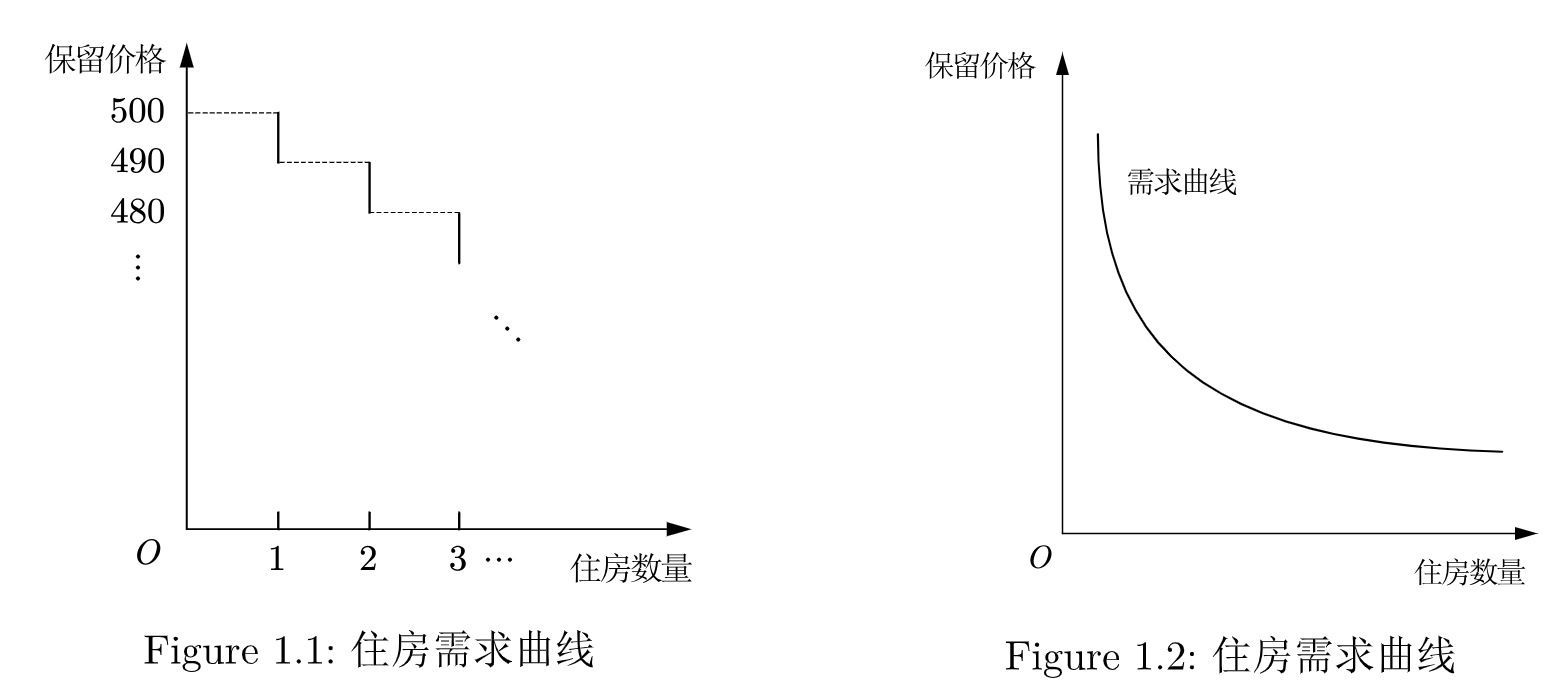 保留价格
500
490
480
⋮
⋱
O
1 2 3 ⋯
住房数量
Figure 1.1: 住房需求曲线
保留价格
需求曲线
O
住房数量
Figure 1.2: 住房需求曲线